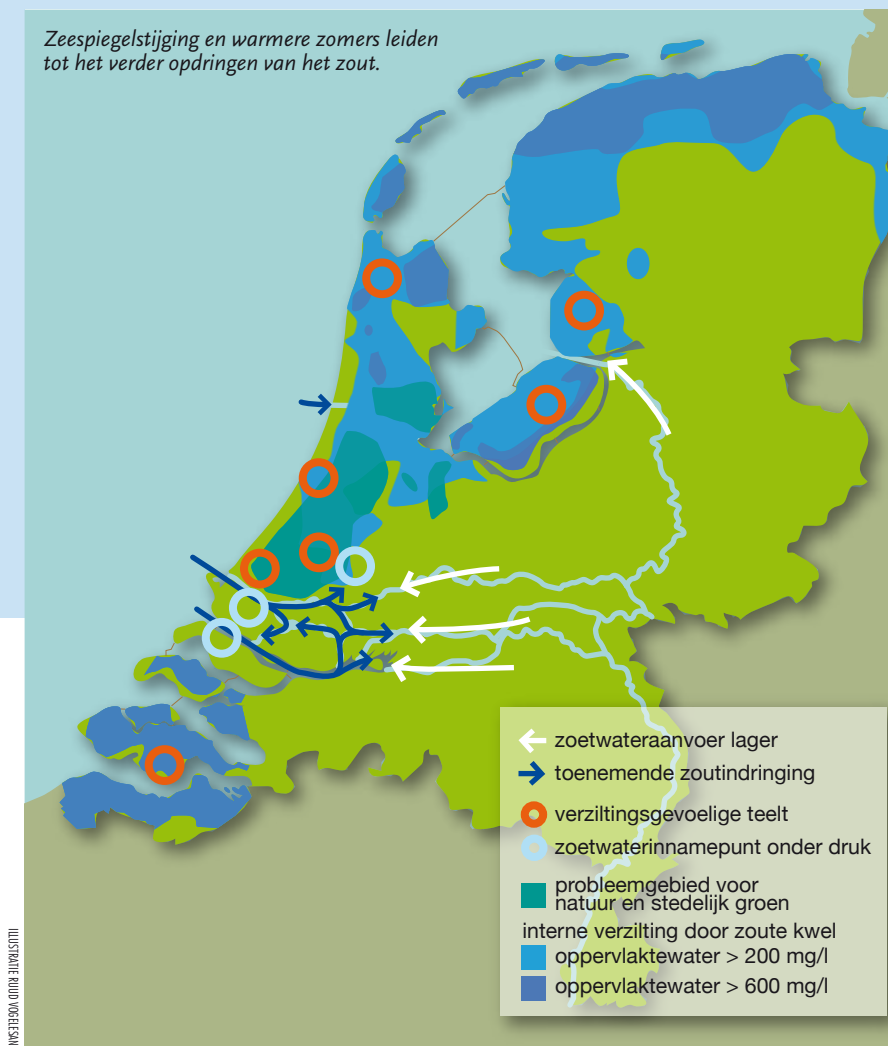 Zeespiegelstijging en warmere zomers leiden
tot het verder opdringen van het zout.
zoetwateraanvoer lager
toenemende zoutindringing
verziltingsgevoelige teelt
zoetwaterinnamepunt onder druk
probleemgebied voor
natuur en stedelijk groen
interne verzilting door zoute kwel
oppervlaktewater > 200 mg/l
oppervlaktewater > 600 mg/l
ILLUSTRATIE RUUD VOGELESANG